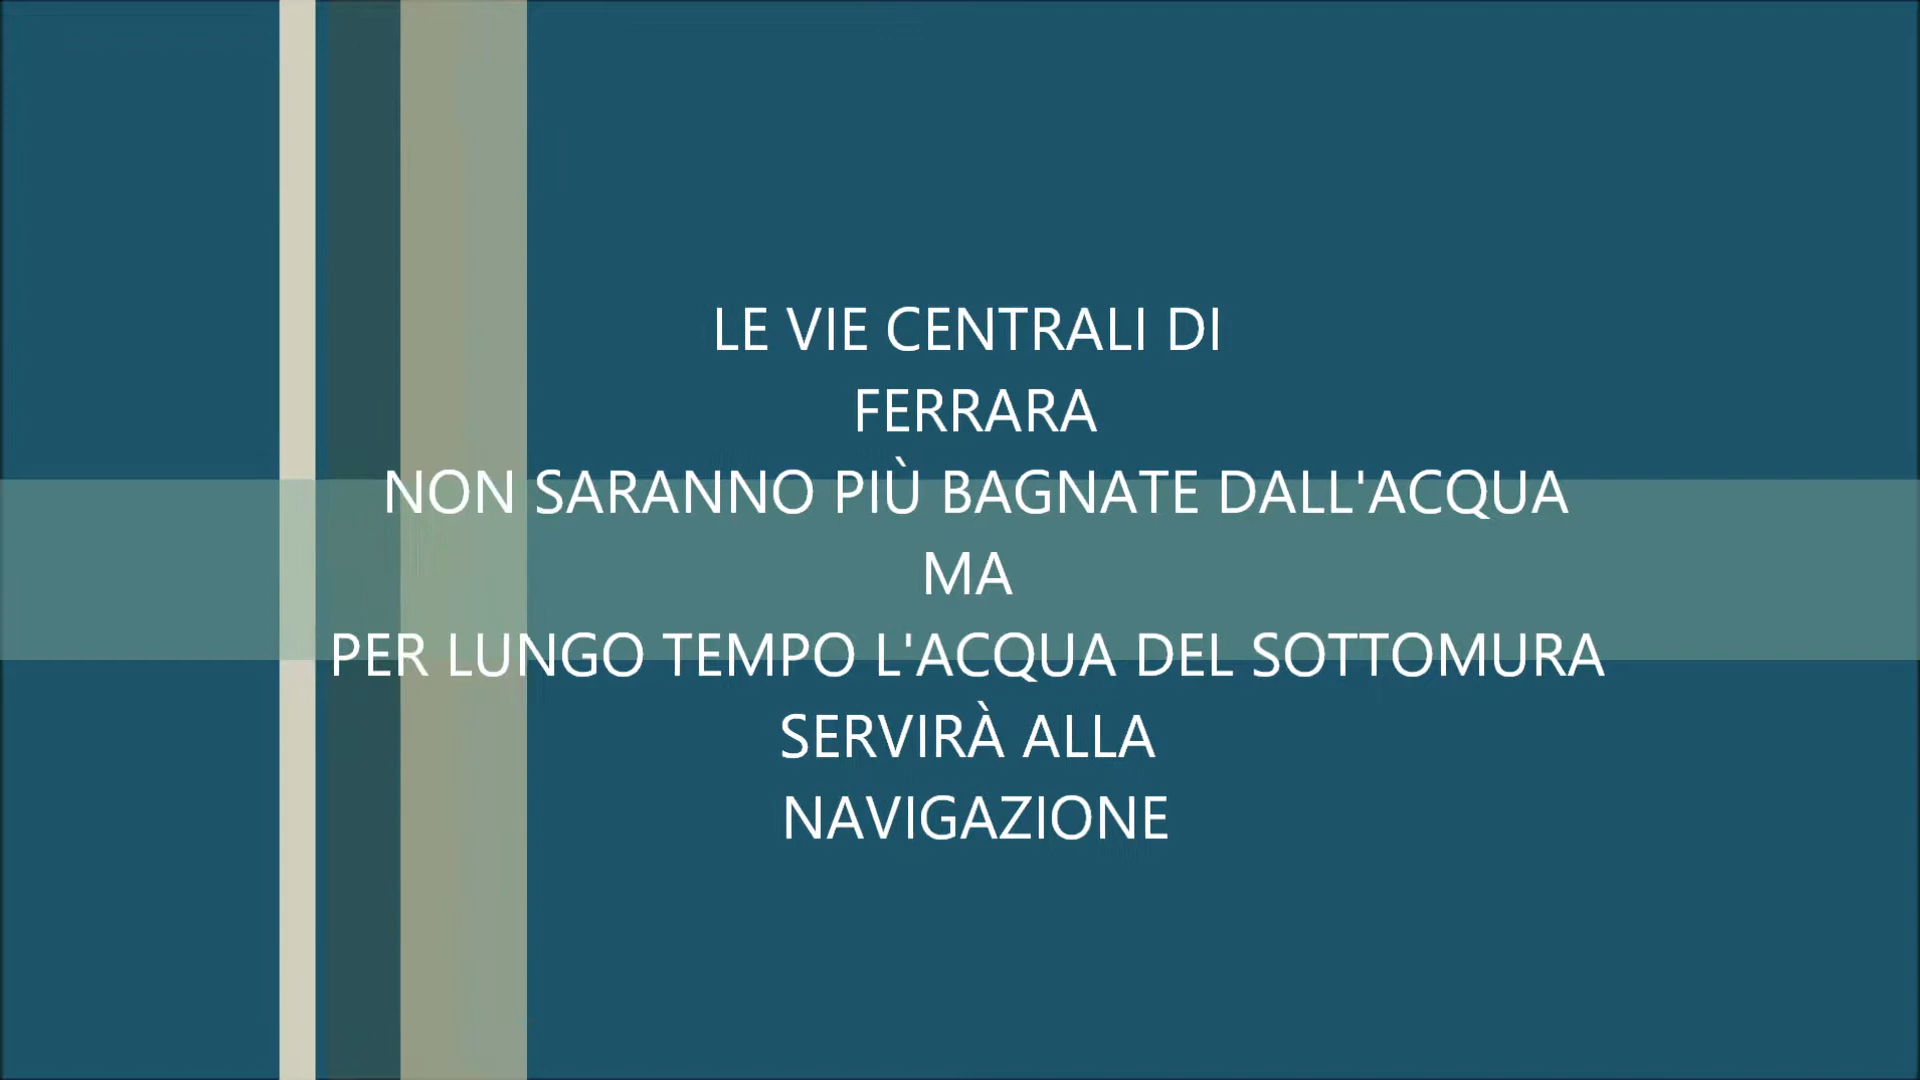 LE VIE CENTRALI DI
FERRARA
NON SARANNO PIÙ BAGNATE DALL'ACQUA
MA
PER LUNGO TEMPO L'ACQUA DEL SOTTOMURA
SERVIRÀ ALLA
NAVIGAZIONE